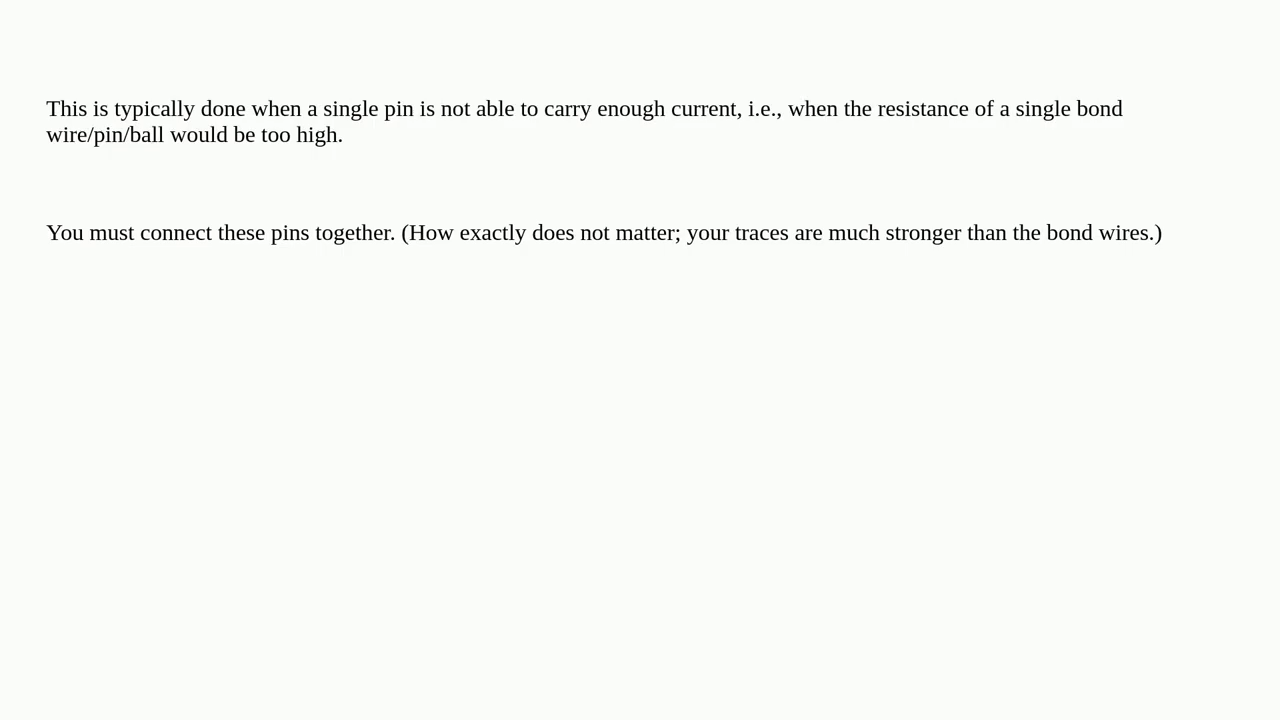 This is typically done when a single pin is not able to carry enough current, i.e., when the resistance of a single bond
wire/pin/ball would be too high.
You must connect these pins together. (How exactly does not matter; your traces are much stronger than the bond wires.)